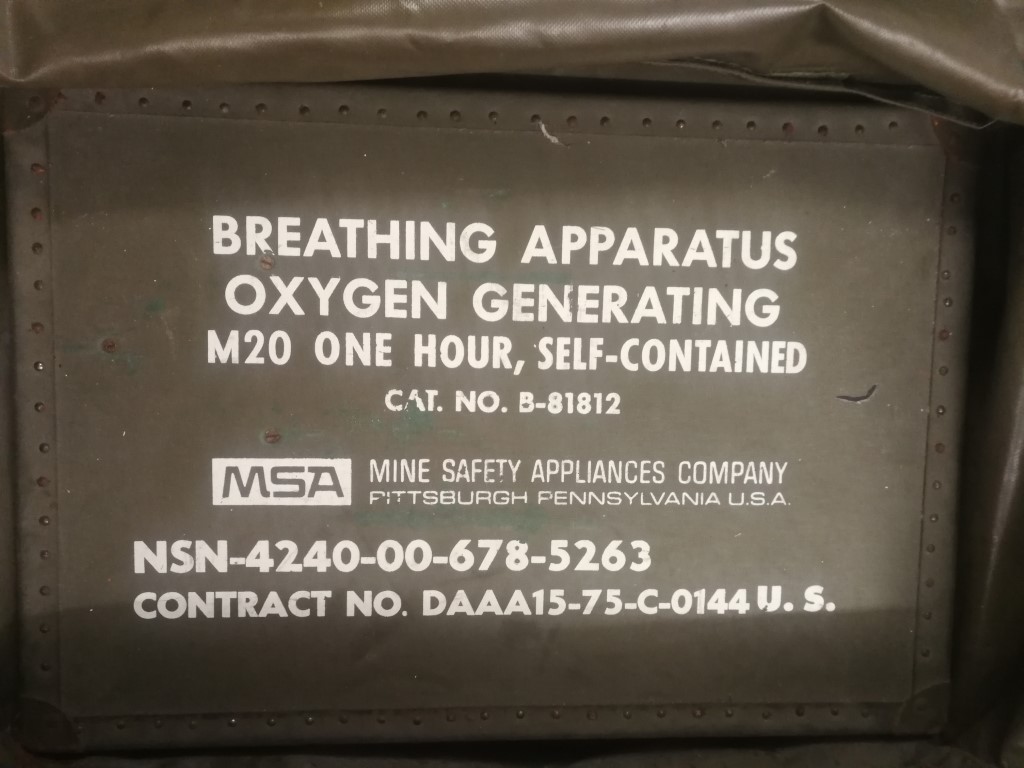 BREATHING APPARATUS
OXYGEN GENERATING
M20 ONE HOUR, SELF-CONTAINED
CAT. NO. B-81812
MSA MINE SAFETY APPLIANCES COMPANY
PITTSBURGH PENNSYLVANIA U.S.A.
NSN-4240-00-678-5263
CONTRACT NO. DAAA15-75-C-0144 U. S.